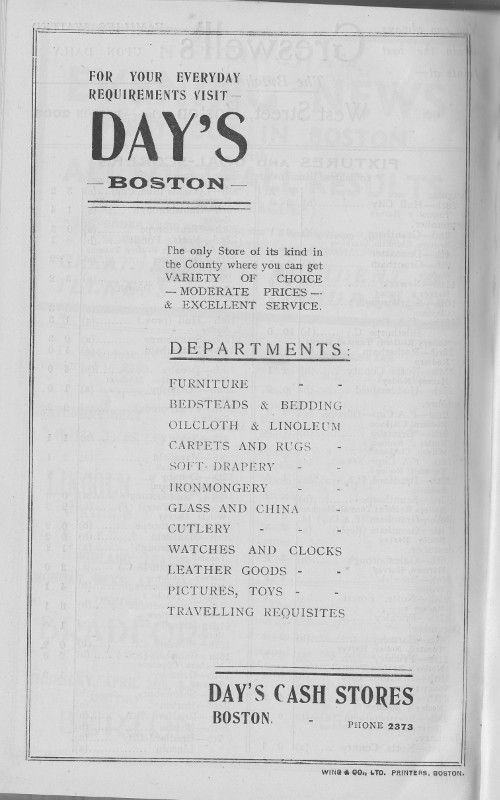 FOR YOUR EVERYDAY
REQUIREMENTS VISIT —
DAY'S
— BOSTON —
The only Store of its kind in
the County where you can get
VARIETY OF CHOICE
— MODERATE PRICES —
& EXCELLENT SERVICE.
DEPARTMENTS:
FURNITURE - -
BEDSTEADS & BEDDING
OILCLOTH & LINOLEUM
CARPETS AND RUGS -
SOFT DRAPERY - -
IRONMONGERY - -
GLASS AND CHINA -
CUTLERY - - -
WATCHES AND CLOCKS
LEATHER GOODS - -
PICTURES, TOYS - -
TRAVELLING REQUISITES
DAY'S CASH STORES
BOSTON. - PHONE 2373
WING & CO., LTD. PRINTERS, BOSTON.